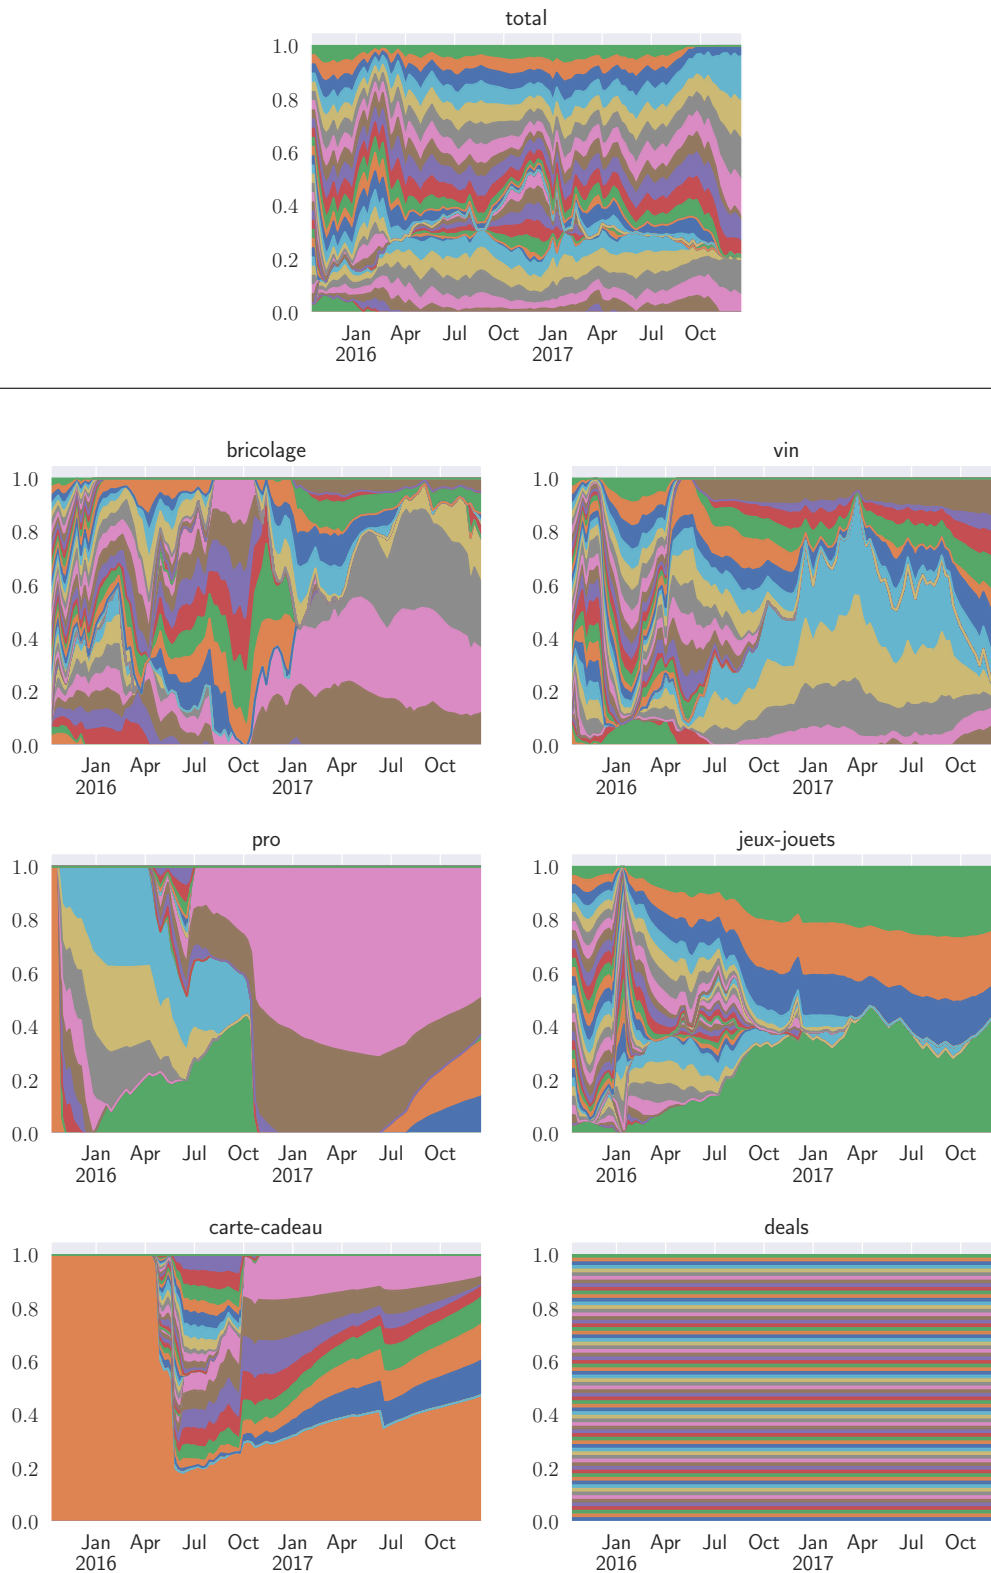 total
1.0
0.8
0.6
0.4
0.2
0.0
Jan Apr Jul Oct Jan Apr Jul Oct
2016 2017
bricolage vin
1.0 1.0
0.8 0.8
0.6 0.6
0.4 0.4
0.2 0.2
0.0 0.0
Jan Apr Jul Oct Jan Apr Jul Oct Jan Apr Jul Oct Jan Apr Jul Oct
2016 2017 2016 2017
pro jeux-jouets
1.0 1.0
0.8 0.8
0.6 0.6
0.4 0.4
0.2 0.2
0.0 0.0
Jan Apr Jul Oct Jan Apr Jul Oct Jan Apr Jul Oct Jan Apr Jul Oct
2016 2017 2016 2017
carte-cadeau deals
1.0 1.0
0.8 0.8
0.6 0.6
0.4 0.4
0.2 0.2
0.0 0.0
Jan Apr Jul Oct Jan Apr Jul Oct Jan Apr Jul Oct Jan Apr Jul Oct
2016 2017 2016 2017